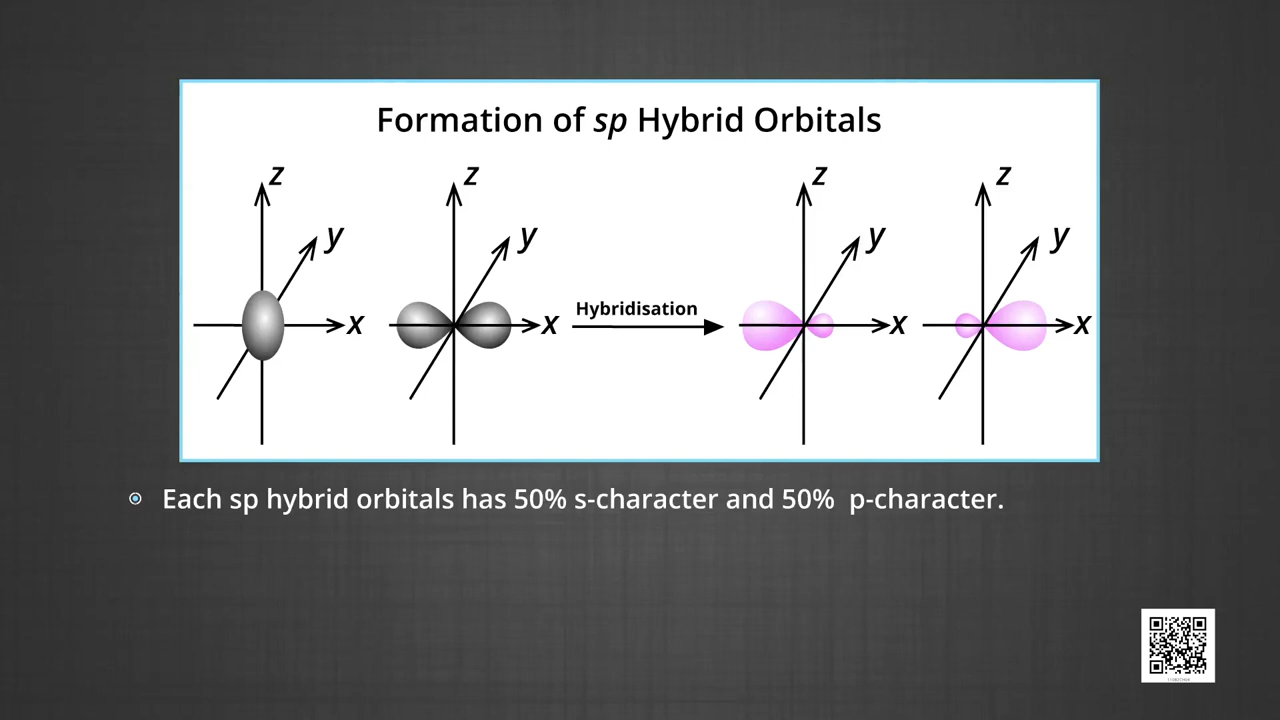 Formation of sp Hybrid Orbitals
z z z z
y y y y
Hybridisation
x x x x
Each sp hybrid orbitals has 50% s-character and 50% p-character.